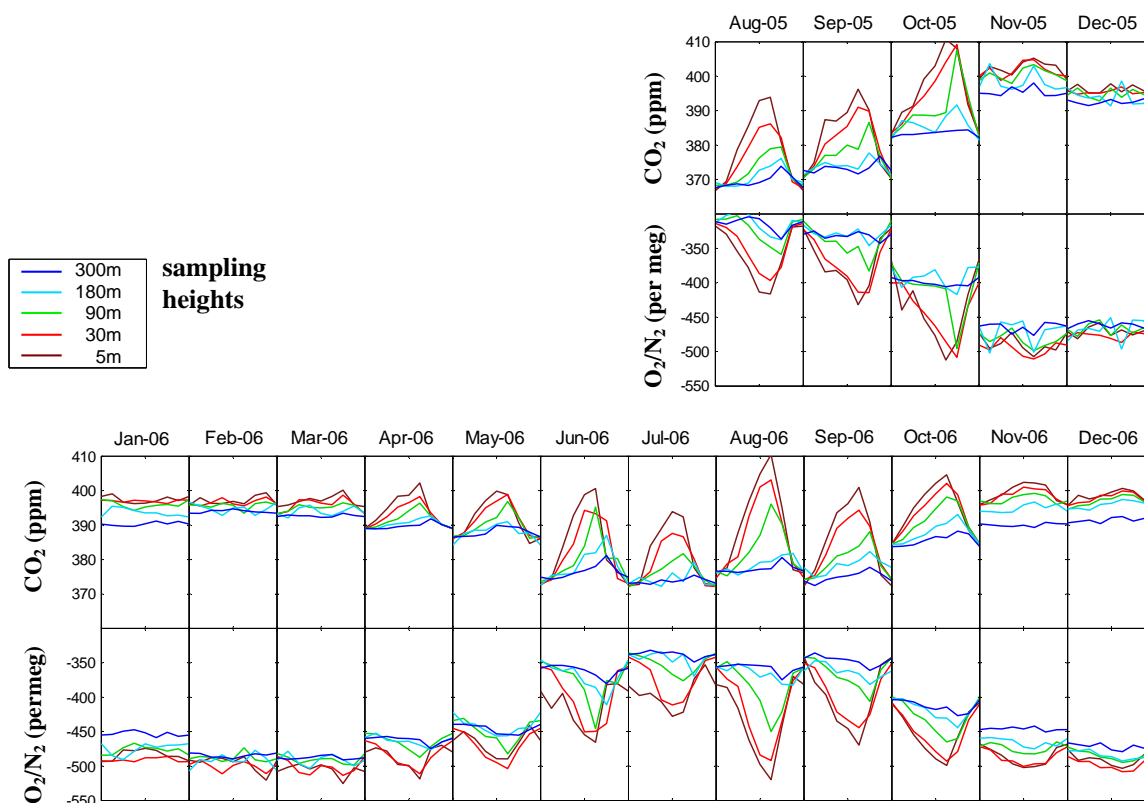 Aug-05 Sep-05 Oct-05 Nov-05 Dec-05
CO₂ (ppm)
410
400
390
380
370
O₂/N₂ (per meg)
-350
-400
-450
-500
-550
300m
180m
90m
30m
5m
sampling
heights
Jan-06 Feb-06 Mar-06 Apr-06 May-06 Jun-06 Jul-06 Aug-06 Sep-06 Oct-06 Nov-06 Dec-06
CO₂ (ppm)
410
400
390
380
370
360
O₂/N₂ (permeg)
-350
-400
-450
-500
-550